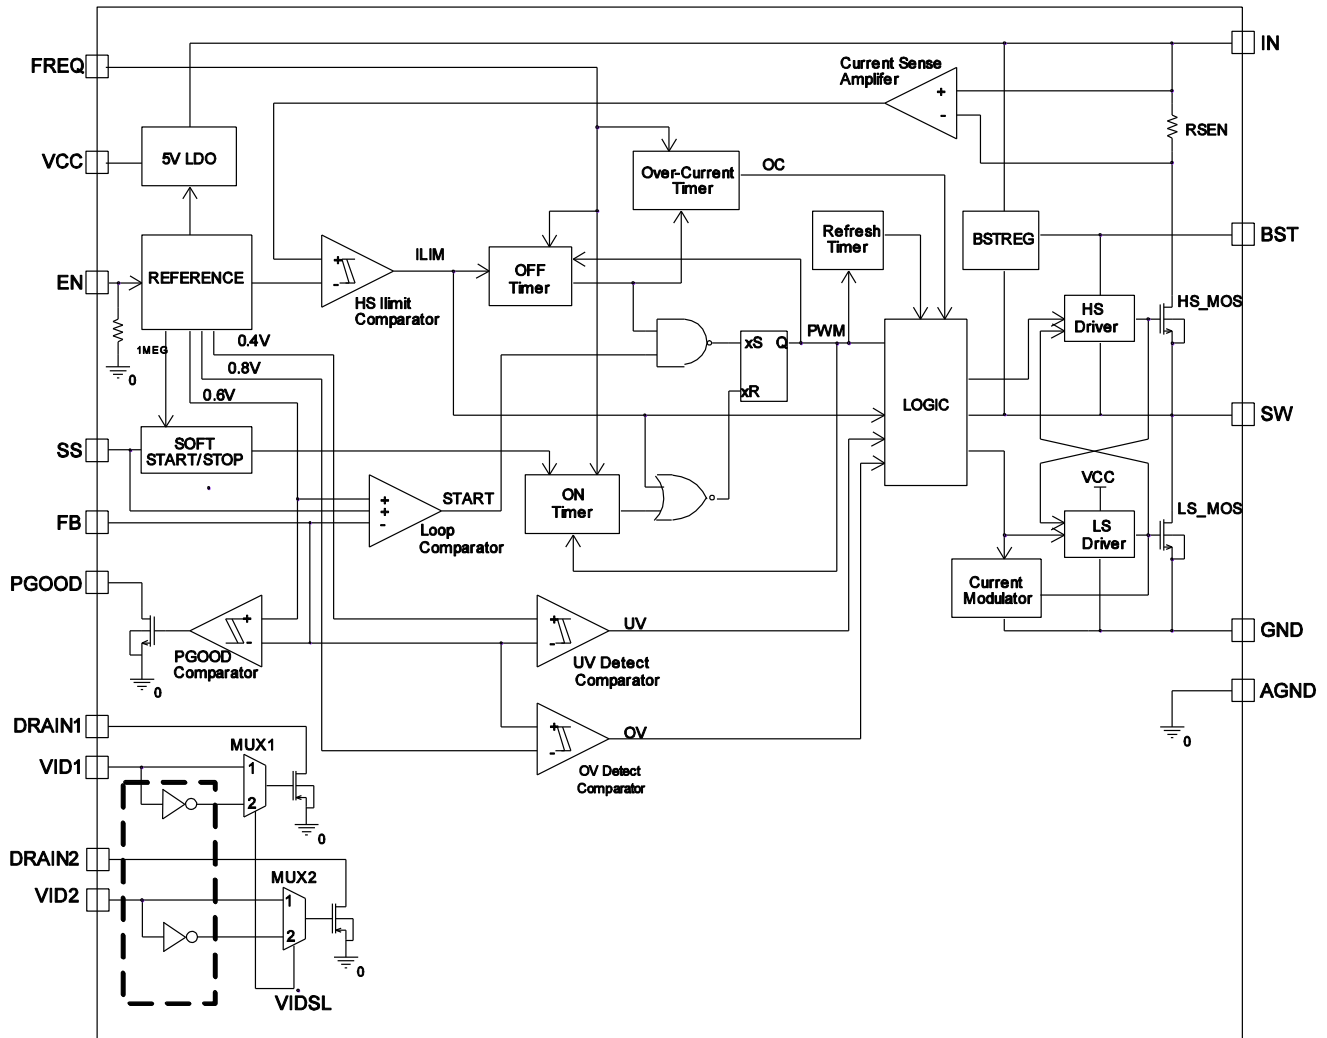 IN
FREQ
Current Sense
Amplifer
+
-
RSEN
VCC
5V LDO
Over-Current
Timer
OC
Refresh
Timer
BSTREG
BST
EN
REFERENCE
+
-
ILIM
HS Ilimit
Comparator
OFF
Timer
HS
Driver
HS_MOS
1MEG
0
0.4V
0.8V
0.6V
xS
Q
xR
PWM
LOGIC
SW
SS
SOFT
START/STOP
+
+
-
START
Loop
Comparator
ON
Timer
VCC
LS
Driver
LS_MOS
FB
PGOOD
Current
Modulator
+
-
PGOOD
Comparator
0
+
-
UV
UV Detect
Comparator
GND
AGND
0
DRAIN1
VID1
MUX1
1
2
0
+
-
OV
OV Detect
Comparator
DRAIN2
VID2
MUX2
1
2
0
VIDSL